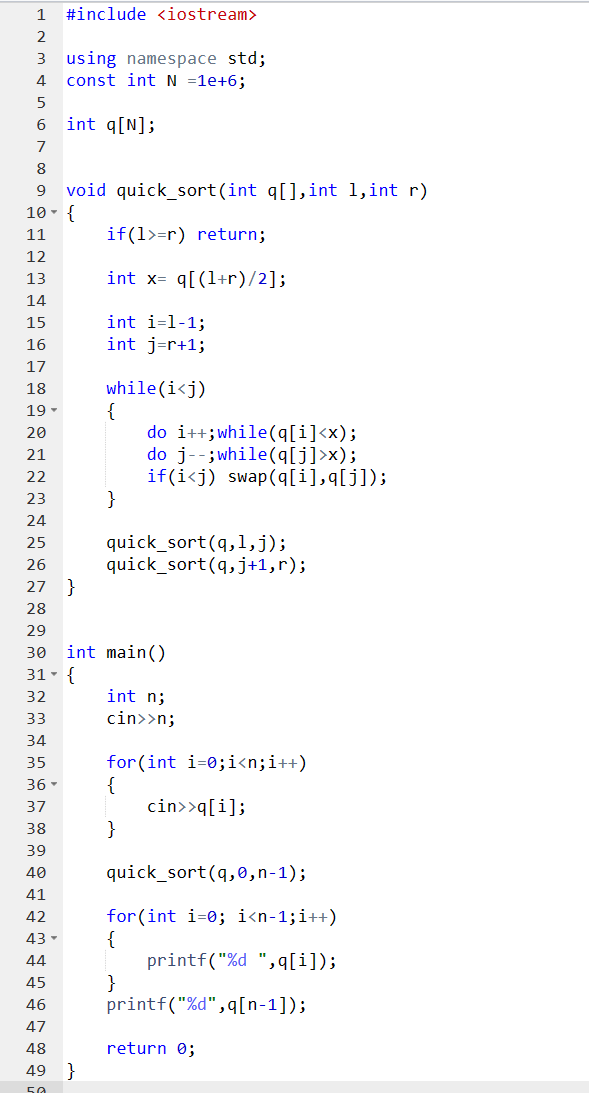 1 #include <iostream>
2
3 using namespace std;
4 const int N =1e+6;
5
6 int q[N];
7
8
9 void quick_sort(int q[],int l,int r)
10 {
11     if(l>=r) return;
12
13     int x= q[(l+r)/2];
14
15     int i=l-1;
16     int j=r+1;
17
18     while(i<j)
19     {
20         do i++;while(q[i]<x);
21         do j--;while(q[j]>x);
22         if(i<j) swap(q[i],q[j]);
23     }
24
25     quick_sort(q,l,j);
26     quick_sort(q,j+1,r);
27 }
28
29
30 int main()
31 {
32     int n;
33     cin>>n;
34
35     for(int i=0;i<n;i++)
36     {
37         cin>>q[i];
38     }
39
40     quick_sort(q,0,n-1);
41
42     for(int i=0; i<n-1;i++)
43     {
44         printf("%d ",q[i]);
45     }
46     printf("%d",q[n-1]);
47
48     return 0;
49 }
50